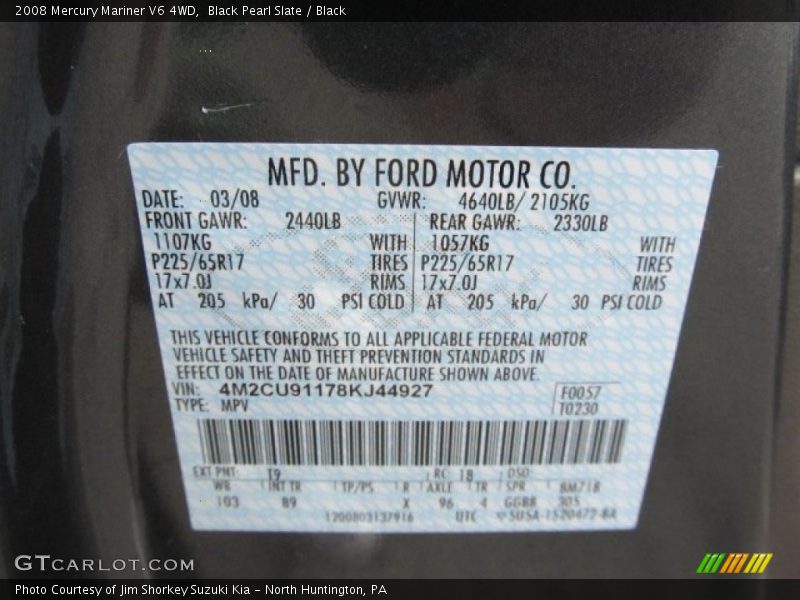 2008 Mercury Mariner V6 4WD,  Black Pearl Slate / Black
MFD. BY FORD MOTOR CO.
DATE: 03/08 GVWR: 4640LB/ 2105KG
FRONT GAWR: 2440LB REAR GAWR: 2330LB
1107KG WITH 1057KG WITH
P225/65R17 TIRES P225/65R17 TIRES
17x7.0J RIMS 17x7.0J RIMS
AT 205 kPa/ 30 PSI COLD AT 205 kPa/ 30 PSI COLD
THIS VEHICLE CONFORMS TO ALL APPLICABLE FEDERAL MOTOR
VEHICLE SAFETY AND THEFT PREVENTION STANDARDS IN
EFFECT ON THE DATE OF MANUFACTURE SHOWN ABOVE.
VIN: 4M2CU91178KJ44927 F0057
TYPE: MPV T0230
EXT PNT: T9 RC: 18 DSO:
WB INT TR TP/PS R AXLE TR SPR 8M718
103 89 X 96 4 GGBB 305
1200803137916 UTC
GTCARLOT.COM
Photo Courtesy of Jim Shorkey Suzuki Kia - North Huntington, PA